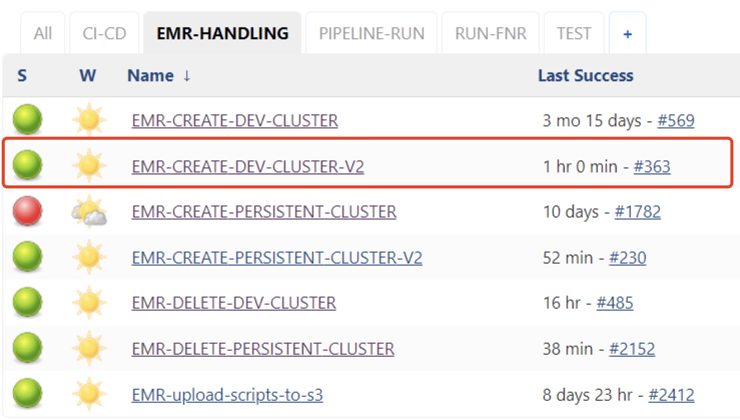 All CI-CD EMR-HANDLING PIPELINE-RUN RUN-FNR TEST +
S W Name ↓ Last Success
EMR-CREATE-DEV-CLUSTER 3 mo 15 days - #569
EMR-CREATE-DEV-CLUSTER-V2 1 hr 0 min - #363
EMR-CREATE-PERSISTENT-CLUSTER 10 days - #1782
EMR-CREATE-PERSISTENT-CLUSTER-V2 52 min - #230
EMR-DELETE-DEV-CLUSTER 16 hr - #485
EMR-DELETE-PERSISTENT-CLUSTER 38 min - #2152
EMR-upload-scripts-to-s3 8 days 23 hr - #2412